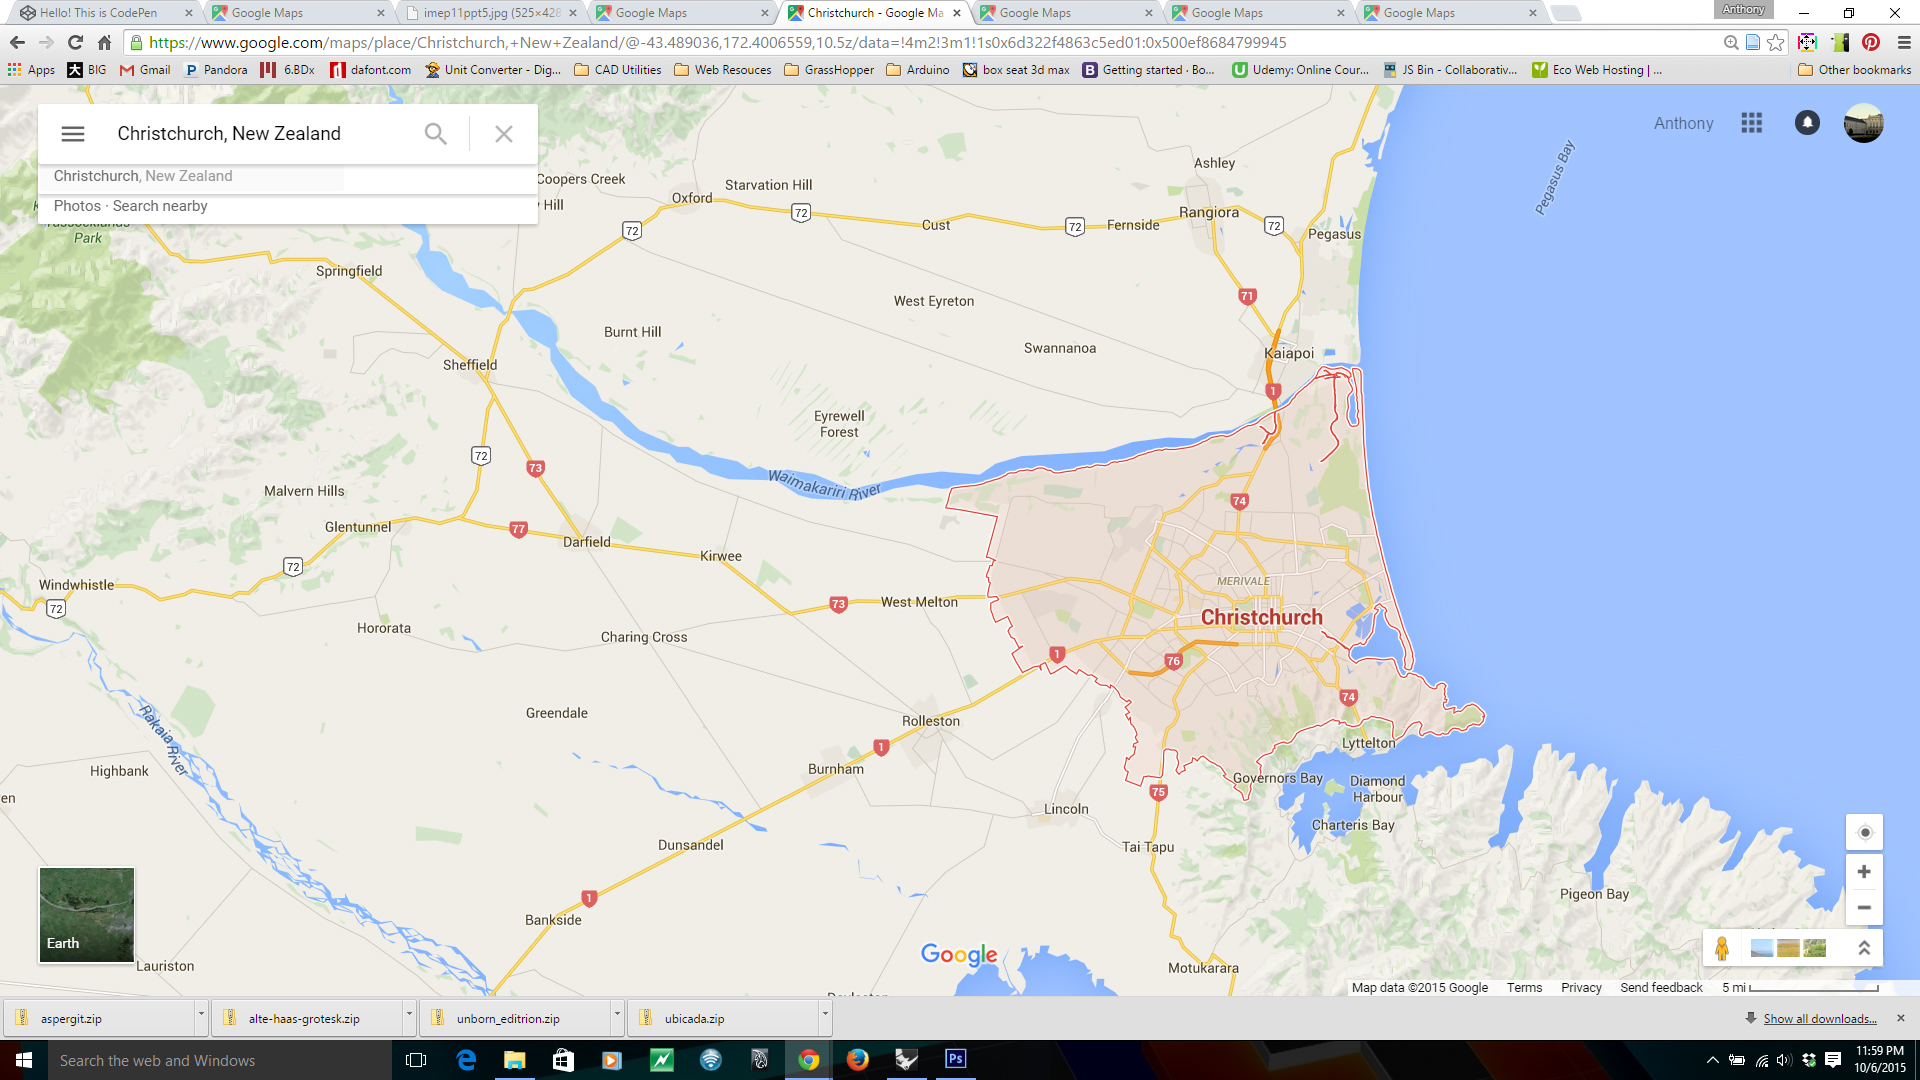 Hello! This is CodePen
Google Maps
imep11ppt5.jpg (525×428
Google Maps
Christchurch - Google Ma
Google Maps
Google Maps
Google Maps
Anthony
https://www.google.com/maps/place/Christchurch,+New+Zealand/@-43.489036,172.4006559,10.5z/data=!4m2!3m1!1s0x6d322f4863c5ed01:0x500ef8684799945
Apps
BIG
Gmail
Pandora
6.BDx
dafont.com
Unit Converter - Dig...
CAD Utilities
Web Resouces
GrassHopper
Arduino
box seat 3d max
Getting started · Bo...
Udemy: Online Cour...
JS Bin - Collaborativ...
Eco Web Hosting | ...
Other bookmarks
Christchurch, New Zealand
Christchurch, New Zealand
Photos · Search nearby
Anthony
Park
Coopers Creek
Hill
Starvation Hill
Oxford
72
72
Cust
72
Fernside
Ashley
Rangiora
72
Pegasus
Pegasus Bay
Springfield
West Eyreton
71
Burnt Hill
Swannanoa
Kaiapoi
Sheffield
1
Eyrewell
Forest
72
73
Waimakariri River
Malvern Hills
74
Glentunnel
77
Darfield
Kirwee
72
Windwhistle
72
MERIVALE
73
West Melton
Christchurch
Hororata
Charing Cross
1
76
74
Greendale
Rolleston
Rakaia River
1
Lyttelton
Highbank
Burnham
Governors Bay
Diamond
Harbour
75
en
Lincoln
Charteris Bay
Dunsandel
Tai Tapu
1
Pigeon Bay
Bankside
Earth
Lauriston
Google
Motukarara
Map data ©2015 Google
Terms
Privacy
Send feedback
5 mi
aspergit.zip
alte-haas-grotesk.zip
unborn_editrion.zip
ubicada.zip
Show all downloads...
Search the web and Windows
Ps
11:59 PM
10/6/2015